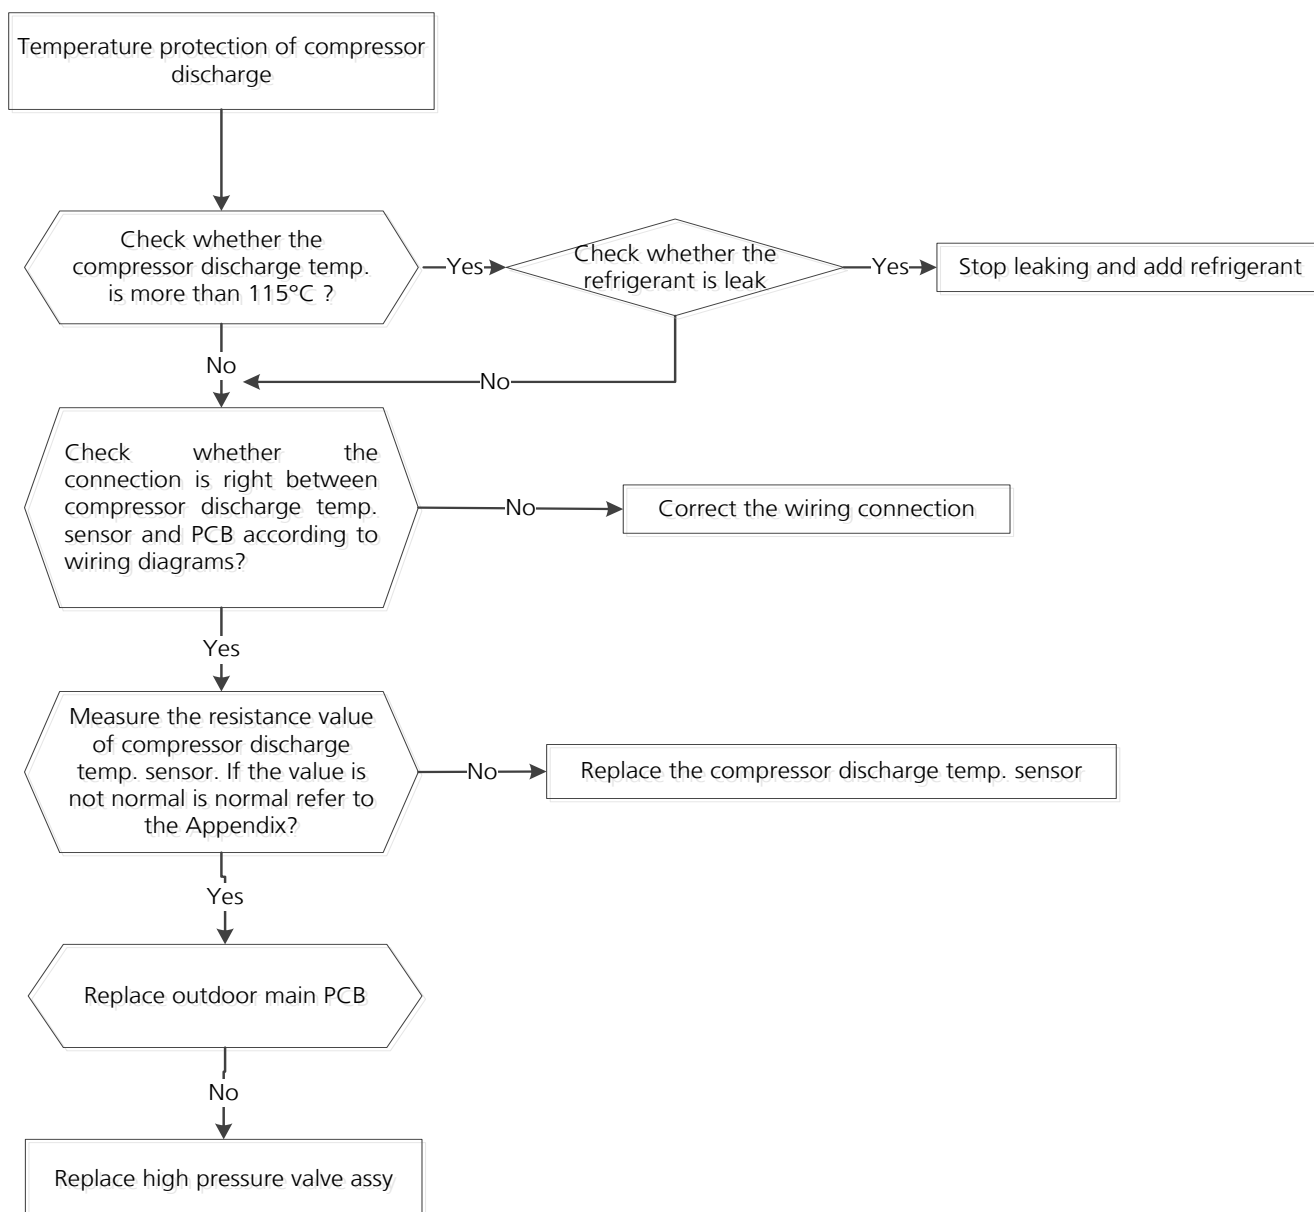 Temperature protection of compressor
discharge
Check whether the
compressor discharge temp.
is more than 115°C ?
Yes
Check whether the
refrigerant is leak
Yes
Stop leaking and add refrigerant
No
No
Check whether the
connection is right between
compressor discharge temp.
sensor and PCB according to
wiring diagrams?
No
Correct the wiring connection
Yes
Measure the resistance value
of compressor discharge
temp. sensor. If the value is
not normal is normal refer to
the Appendix?
No
Replace the compressor discharge temp. sensor
Yes
Replace outdoor main PCB
No
Replace high pressure valve assy